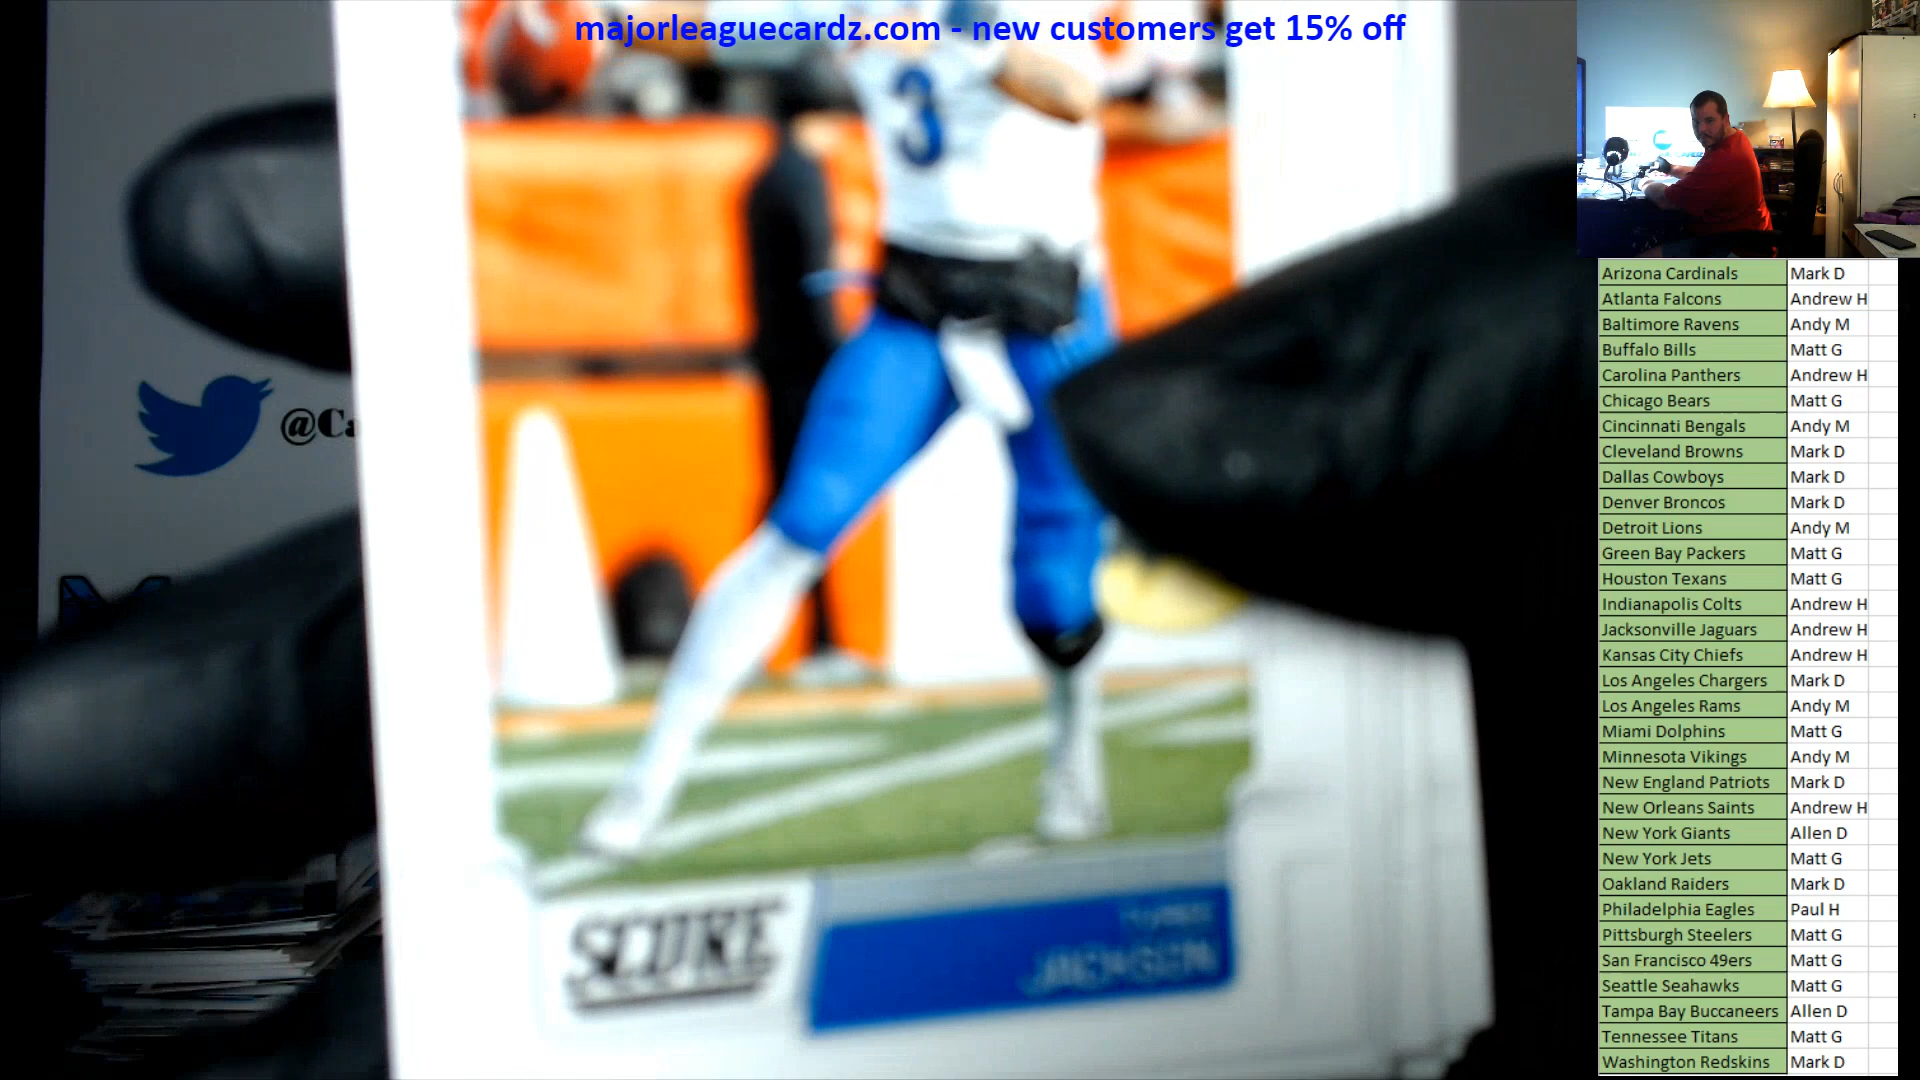 majorleaguecardz.com - new customers get 15% off
3
@Ca
SCORE
JACKSON
Arizona Cardinals Mark D
Atlanta Falcons Andrew H
Baltimore Ravens Andy M
Buffalo Bills Matt G
Carolina Panthers Andrew H
Chicago Bears Matt G
Cincinnati Bengals Andy M
Cleveland Browns Mark D
Dallas Cowboys Mark D
Denver Broncos Mark D
Detroit Lions Andy M
Green Bay Packers Matt G
Houston Texans Matt G
Indianapolis Colts Andrew H
Jacksonville Jaguars Andrew H
Kansas City Chiefs Andrew H
Los Angeles Chargers Mark D
Los Angeles Rams Andy M
Miami Dolphins Matt G
Minnesota Vikings Andy M
New England Patriots Mark D
New Orleans Saints Andrew H
New York Giants Allen D
New York Jets Matt G
Oakland Raiders Mark D
Philadelphia Eagles Paul H
Pittsburgh Steelers Matt G
San Francisco 49ers Matt G
Seattle Seahawks Matt G
Tampa Bay Buccaneers Allen D
Tennessee Titans Matt G
Washington Redskins Mark D